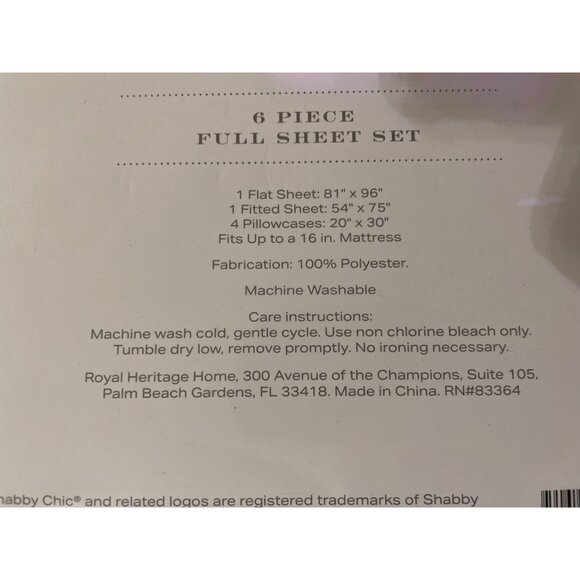 6 PIECE
FULL SHEET SET
1 Flat Sheet: 81" x 96"
1 Fitted Sheet: 54" x 75"
4 Pillowcases: 20" x 30"
Fits Up to a 16 in. Mattress
Fabrication: 100% Polyester.
Machine Washable
Care instructions:
Machine wash cold, gentle cycle. Use non chlorine bleach only.
Tumble dry low, remove promptly. No ironing necessary.
Royal Heritage Home, 300 Avenue of the Champions, Suite 105,
Palm Beach Gardens, FL 33418. Made in China. RN#83364
habby Chic® and related logos are registered trademarks of Shabby